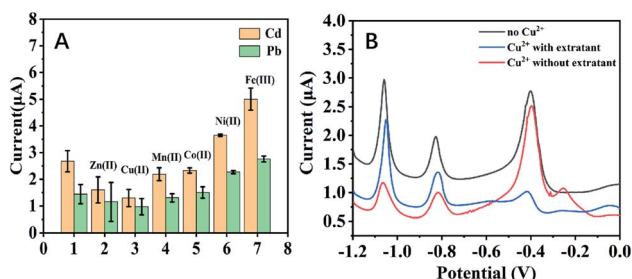 A
Cd
Pb
Zn(II)
Cu(II)
Mn(II)
Co(II)
Ni(II)
Fe(III)
Current(μA)
8
7
6
5
4
3
2
1
0
0 1 2 3 4 5 6 7 8
B
no Cu²⁺
Cu²⁺ with extratant
Cu²⁺ without extratant
Current (μA)
4.0
3.5
3.0
2.5
2.0
1.5
1.0
0.5
-1.2 -1.0 -0.8 -0.6 -0.4 -0.2 0.0
Potential (V)